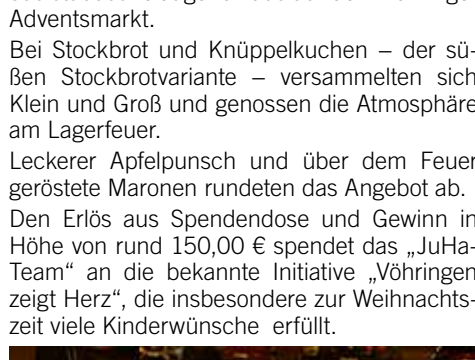 Adventsmarkt.
Bei Stockbrot und Knüppelkuchen – der sü-
ßen Stockbrotvariante – versammelten sich
Klein und Groß und genossen die Atmosphäre
am Lagerfeuer.
Leckerer Apfelpunsch und über dem Feuer
geröstete Maronen rundeten das Angebot ab.
Den Erlös aus Spendendose und Gewinn in
Höhe von rund 150,00 € spendet das „JuHa-
Team“ an die bekannte Initiative „Vöhringen
zeigt Herz“, die insbesondere zur Weihnachts-
zeit viele Kinderwünsche erfüllt.